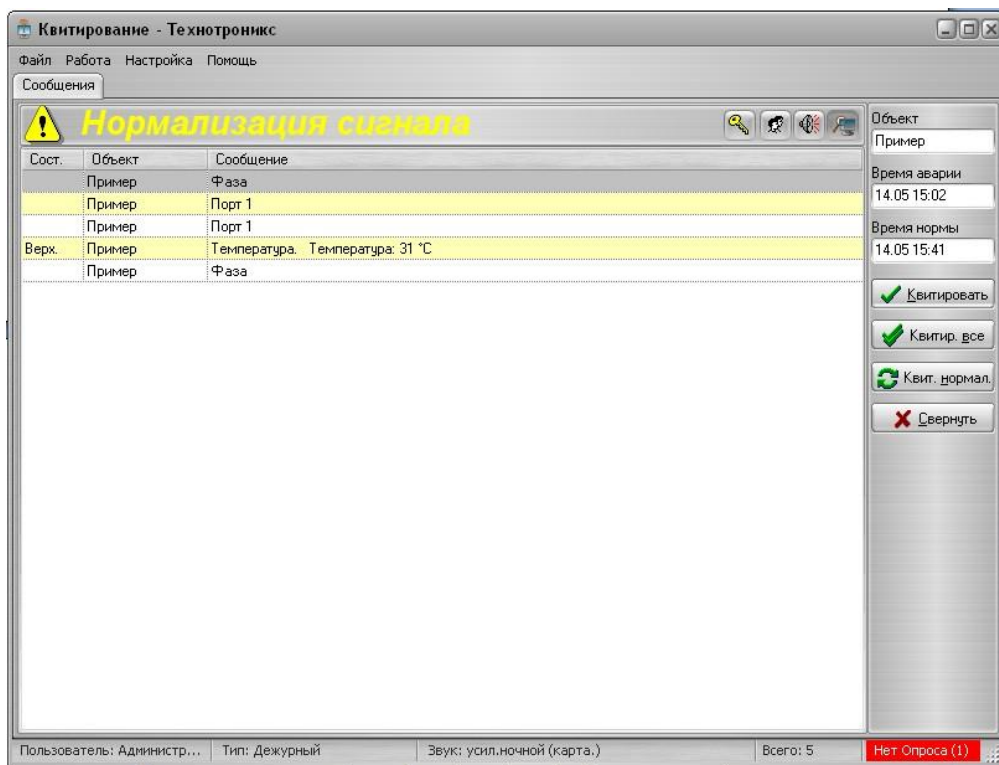 Квитирование - Технотроникс
Файл Работа Настройка Помощь
Сообщения
Нормализация сигнала
Сост. Объект Сообщение
Пример Фаза
Пример Порт 1
Пример Порт 1
Верх. Пример Температура. Температура: 31 °C
Пример Фаза
Объект
Пример
Время аварии
14.05 15:02
Время нормы
14.05 15:41
Квитировать
Квитир. все
Квит. нормал.
Свернуть
Пользователь: Администр... Тип: Дежурный Звук: усил.ночной (карта.) Всего: 5 Нет Опроса (1)